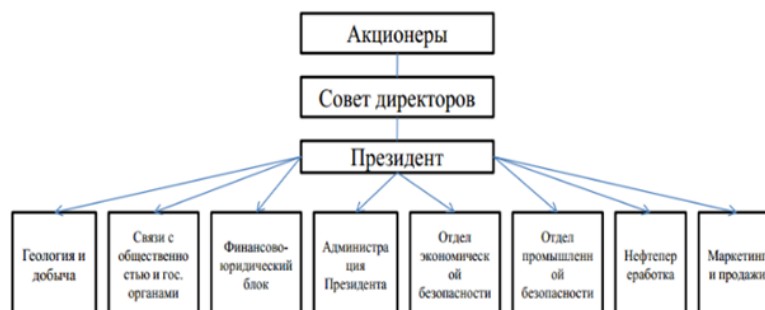 Акционеры
Совет директоров
Президент
Геология и
добыча
Связи с
общественно
стью и гос.
органами
Финансово-
юридический
блок
Администра
ция
Президента
Отдел
экономическ
ой
безопасности
Отдел
промышленн
ой
безопасности
Нефтепер
еработка
Маркетинг
и продажи